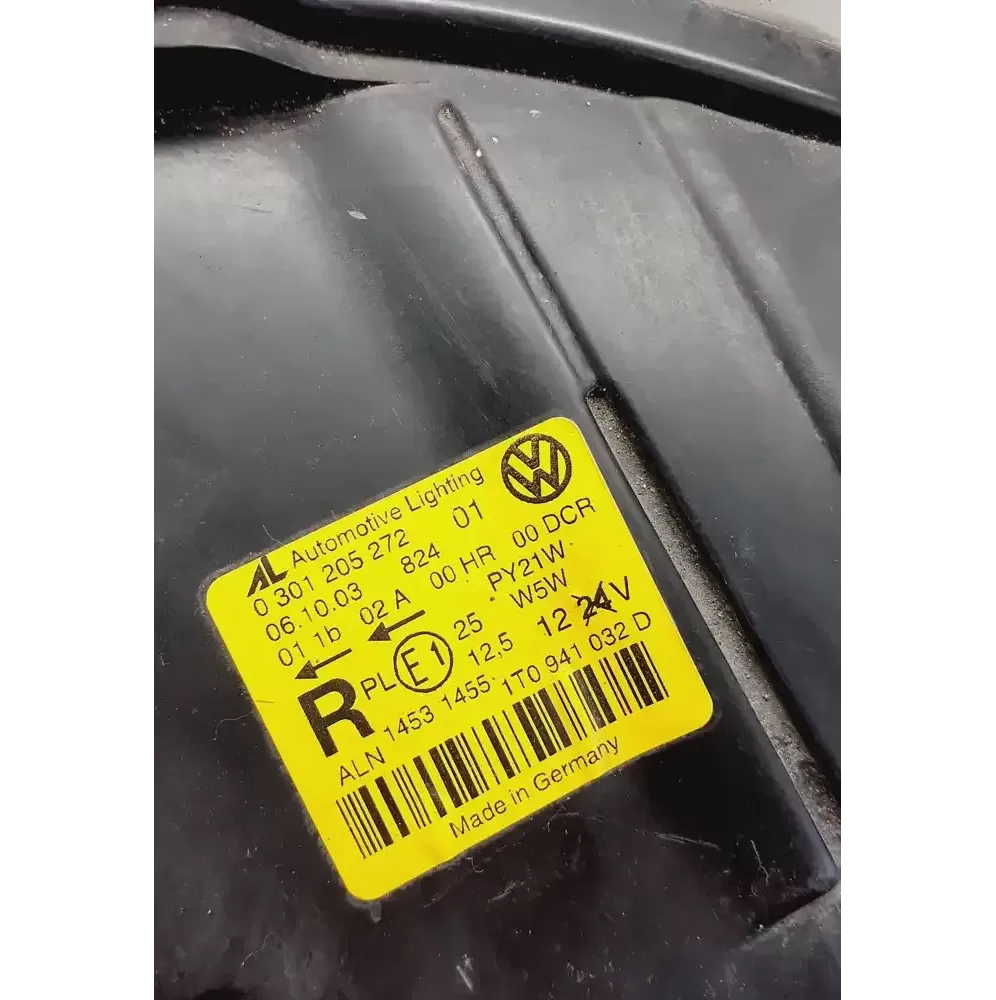 AL Automotive Lighting
0 301 205 272 01
06.10.03 824
01 1b 02 A 00 HR 00 DCR
R PL E1 25 PY21W
12,5 W5W
12 24 V
ALN 1453 1455 1T0 941 032 D
Made in Germany